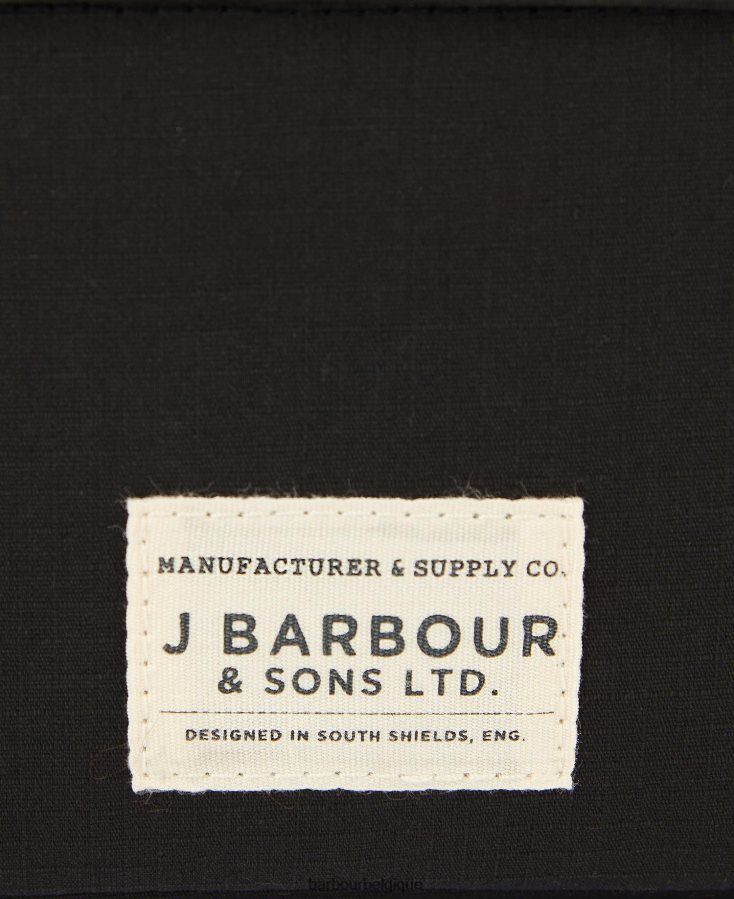 MANUFACTURER & SUPPLY CO.
J BARBOUR
& SONS LTD.
DESIGNED IN SOUTH SHIELDS, ENG.
barbourbelgique